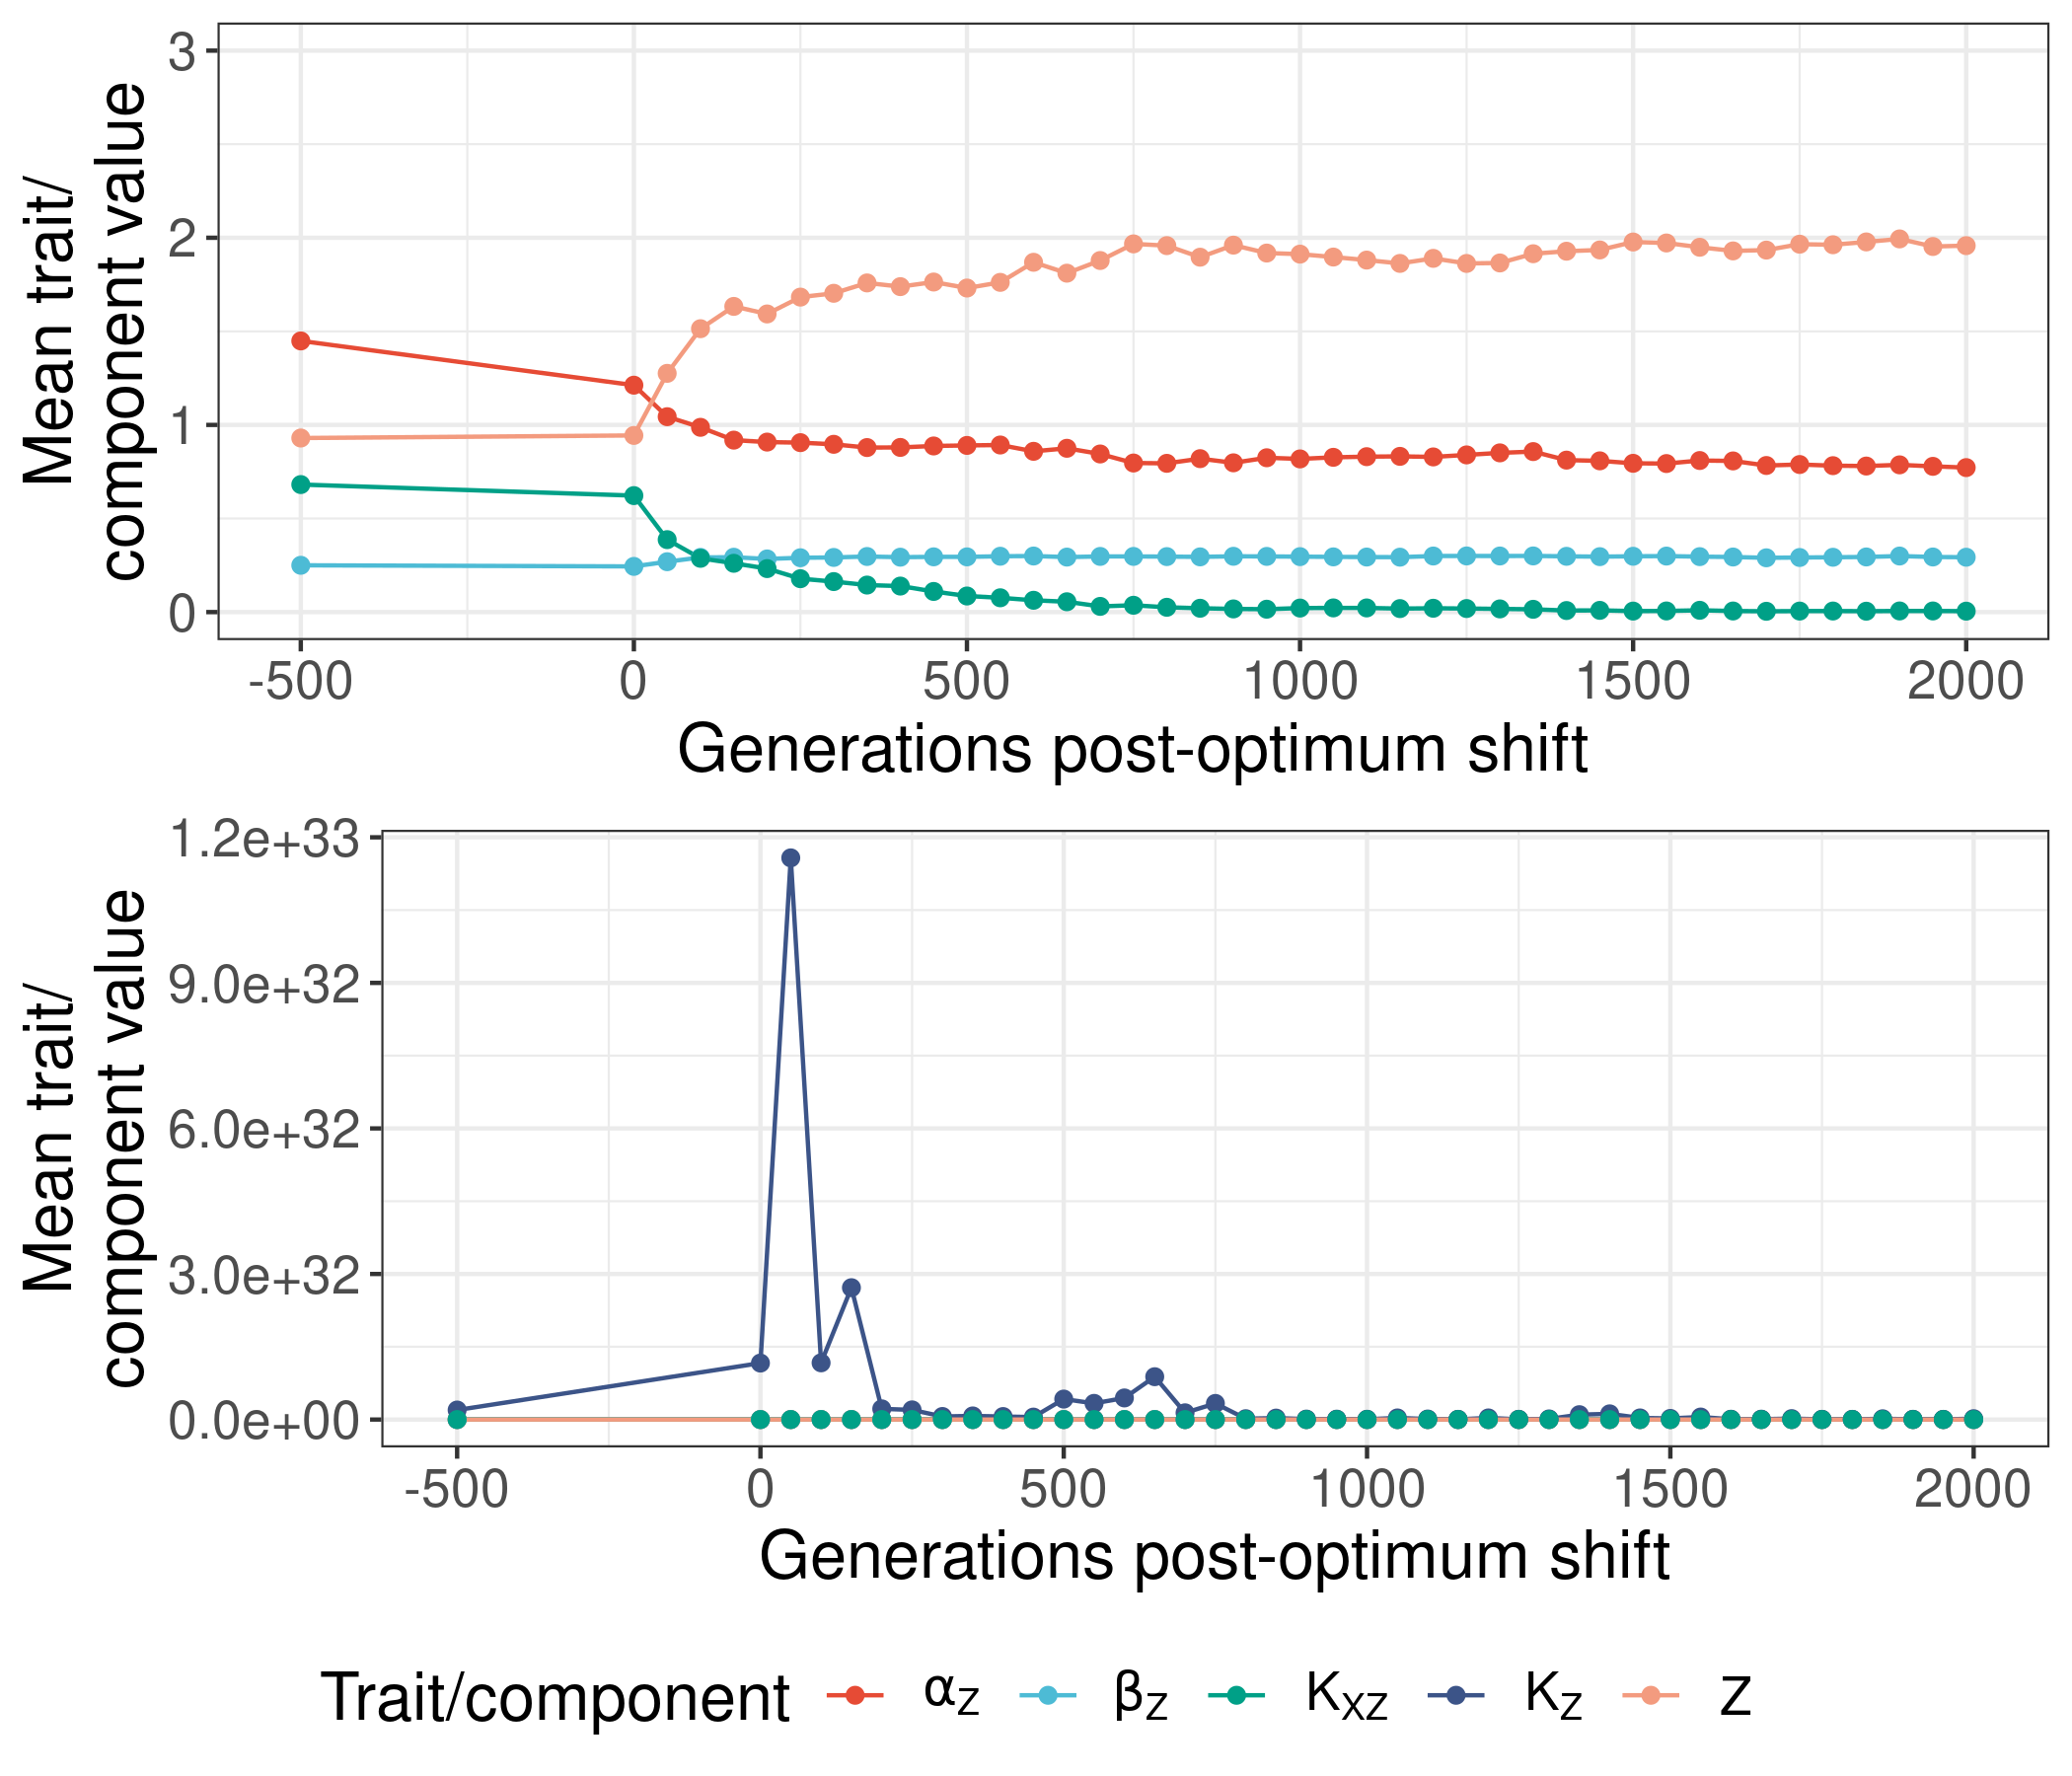 Mean trait/
component value
3
2
1
0
-500 0 500 1000 1500 2000
Generations post-optimum shift
Mean trait/
component value
1.2e+33
9.0e+32
6.0e+32
3.0e+32
0.0e+00
-500 0 500 1000 1500 2000
Generations post-optimum shift
Trait/component αZ βZ KXZ KZ Z